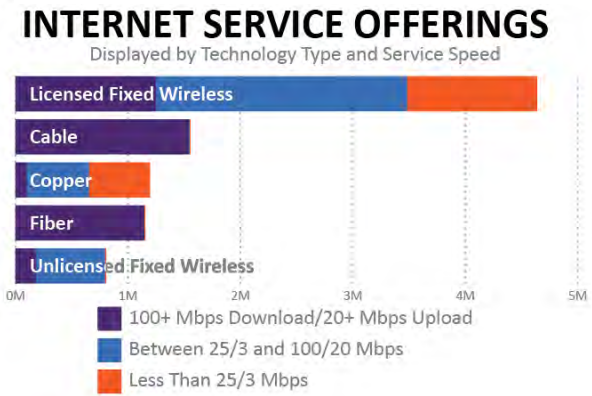 INTERNET SERVICE OFFERINGS
Displayed by Technology Type and Service Speed
Licensed Fixed Wireless
Cable
Copper
Fiber
Unlicensed Fixed Wireless
0M 1M 2M 3M 4M 5M
100+ Mbps Download/20+ Mbps Upload
Between 25/3 and 100/20 Mbps
Less Than 25/3 Mbps